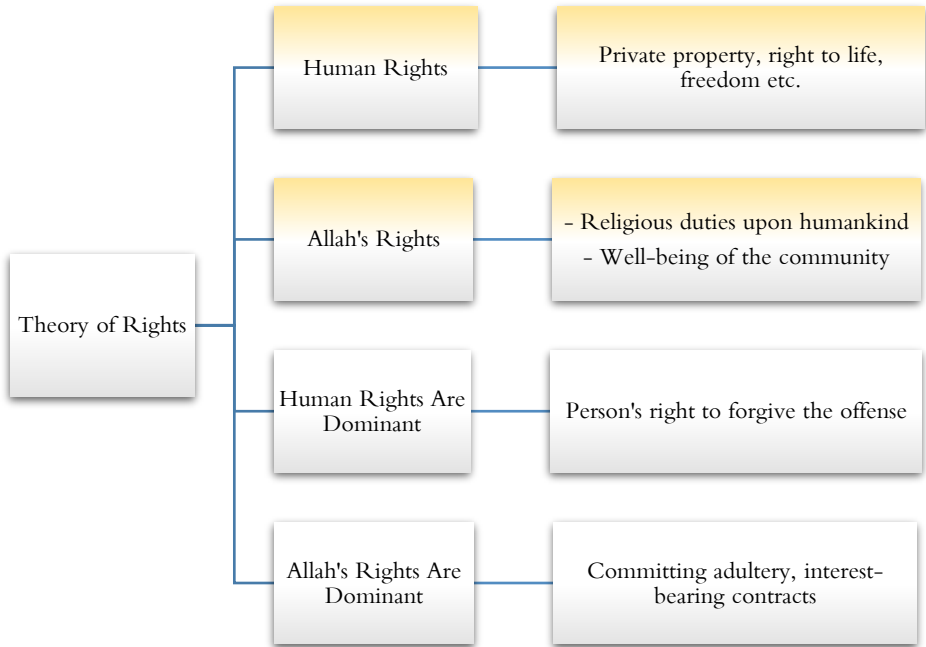 Theory of Rights
Human Rights
Private property, right to life,
freedom etc.
Allah's Rights
- Religious duties upon humankind
- Well-being of the community
Human Rights Are
Dominant
Person's right to forgive the offense
Allah's Rights Are
Dominant
Committing adultery, interest-
bearing contracts